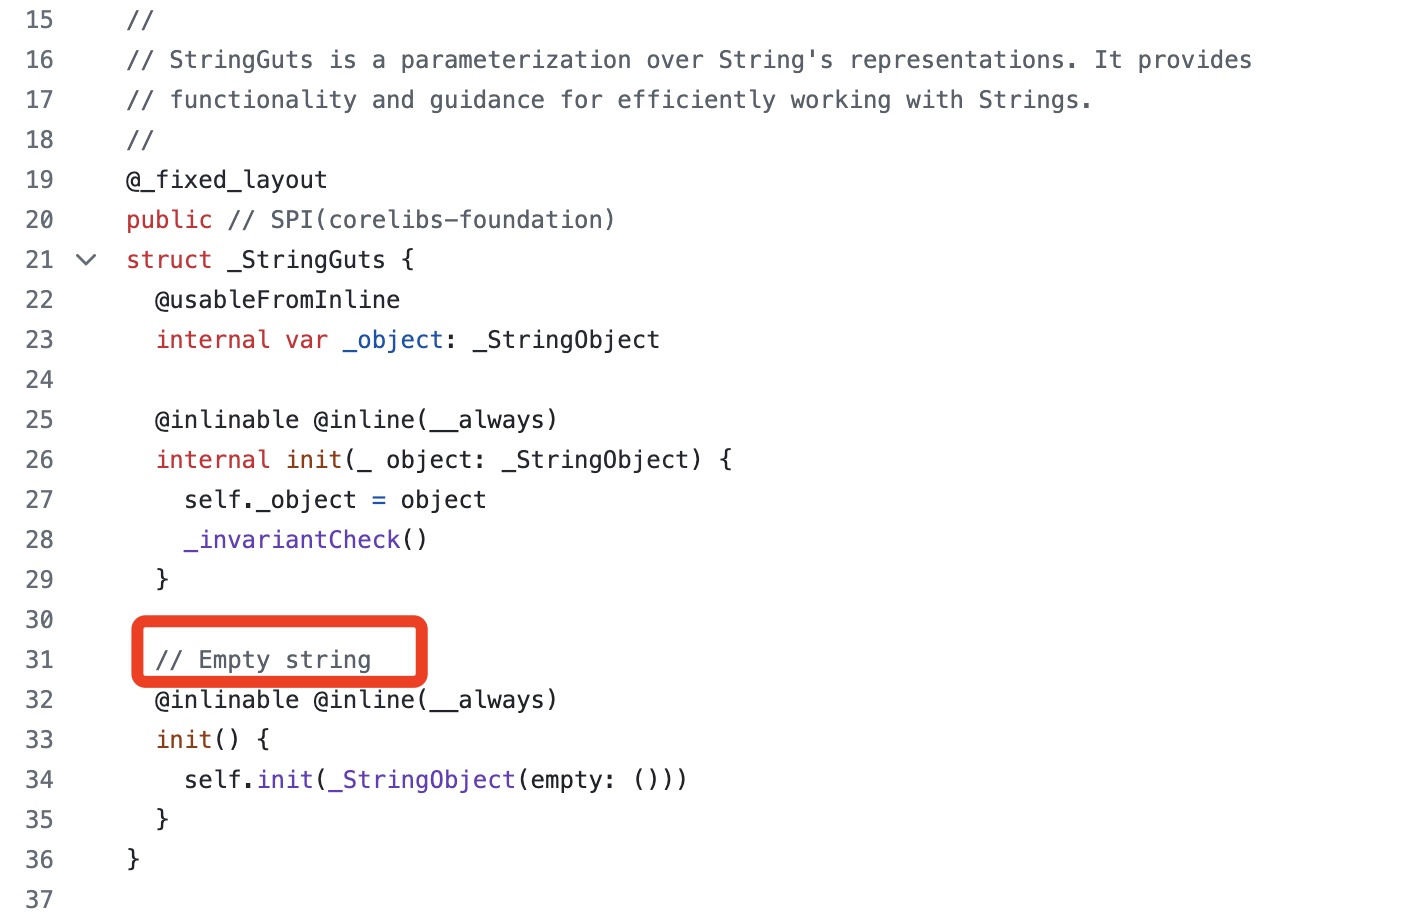 15 //
16 // StringGuts is a parameterization over String's representations. It provides
17 // functionality and guidance for efficiently working with Strings.
18 //
19 @_fixed_layout
20 public // SPI(corelibs-foundation)
21 struct _StringGuts {
22 @usableFromInline
23 internal var _object: _StringObject
24
25 @inlinable @inline(__always)
26 internal init(_ object: _StringObject) {
27 self._object = object
28 _invariantCheck()
29 }
30
31 // Empty string
32 @inlinable @inline(__always)
33 init() {
34 self.init(_StringObject(empty: ()))
35 }
36 }
37